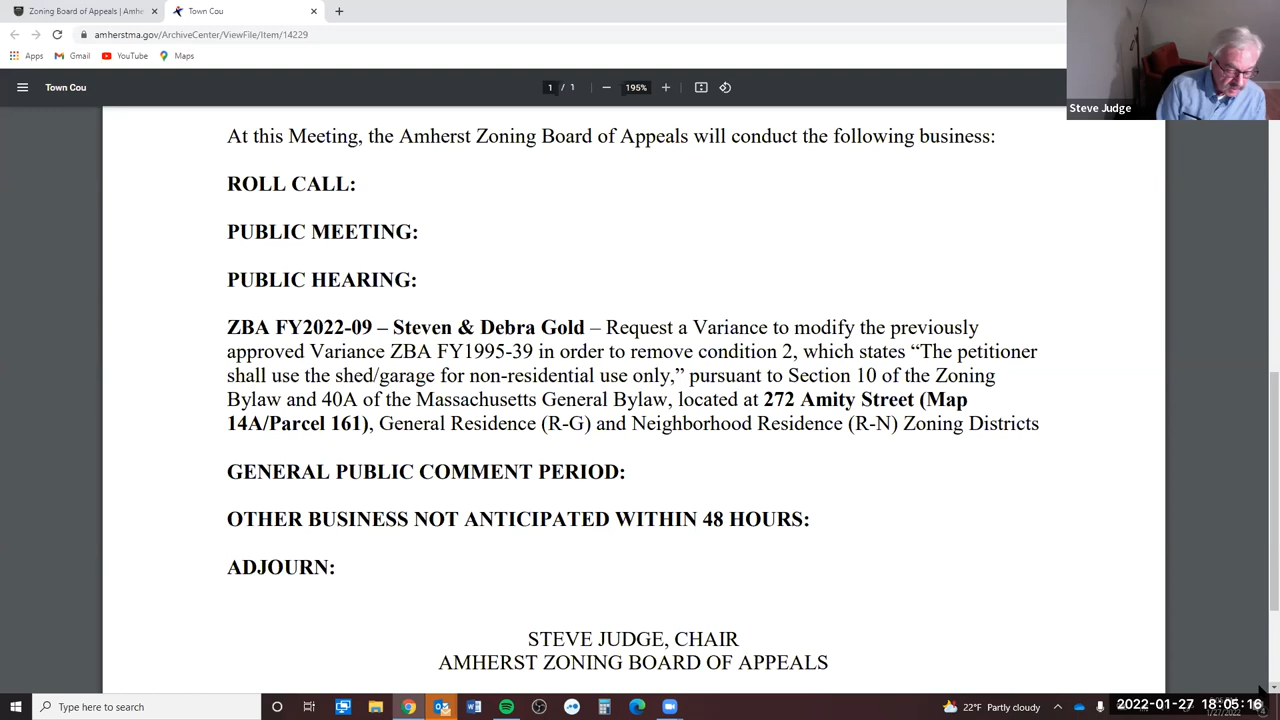 Zoning Board of Appeals | Amhe
Town Cou
amherstma.gov/ArchiveCenter/ViewFile/Item/14229
Apps
Gmail
YouTube
Maps
Town Cou
1 / 1
195%
Steve Judge
At this Meeting, the Amherst Zoning Board of Appeals will conduct the following business:
ROLL CALL:
PUBLIC MEETING:
PUBLIC HEARING:
ZBA FY2022-09 – Steven & Debra Gold – Request a Variance to modify the previously
approved Variance ZBA FY1995-39 in order to remove condition 2, which states “The petitioner
shall use the shed/garage for non-residential use only,” pursuant to Section 10 of the Zoning
Bylaw and 40A of the Massachusetts General Bylaw, located at 272 Amity Street (Map
14A/Parcel 161), General Residence (R-G) and Neighborhood Residence (R-N) Zoning Districts
GENERAL PUBLIC COMMENT PERIOD:
OTHER BUSINESS NOT ANTICIPATED WITHIN 48 HOURS:
ADJOURN:
STEVE JUDGE, CHAIR
AMHERST ZONING BOARD OF APPEALS
Type here to search
22°F Partly cloudy
2022-01-27 18:05:16